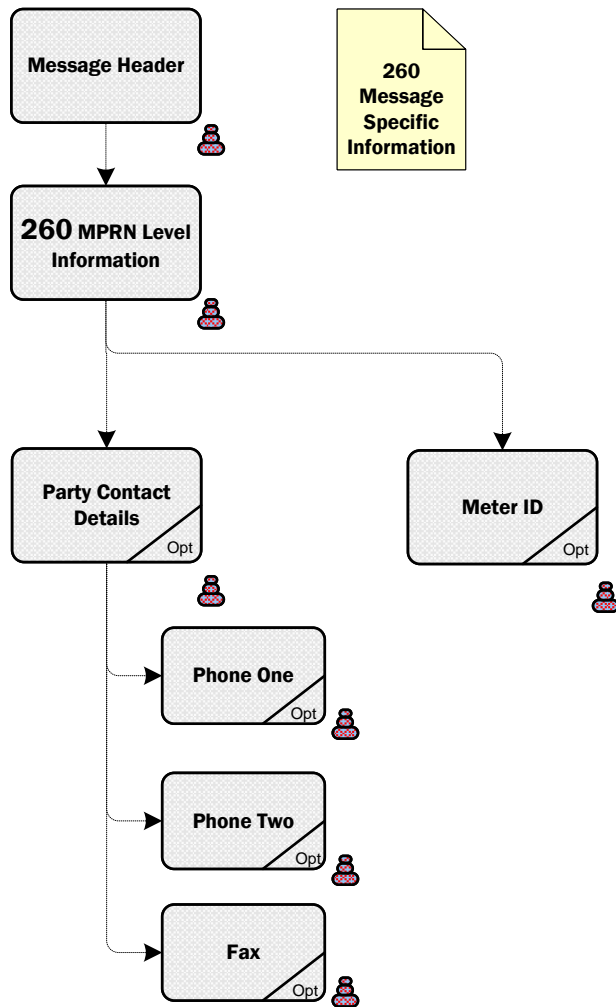 Message Header
260
Message
Specific
Information
260 MPRN Level
Information
Party Contact
Details
Opt
Meter ID
Opt
Phone One
Opt
Phone Two
Opt
Fax
Opt